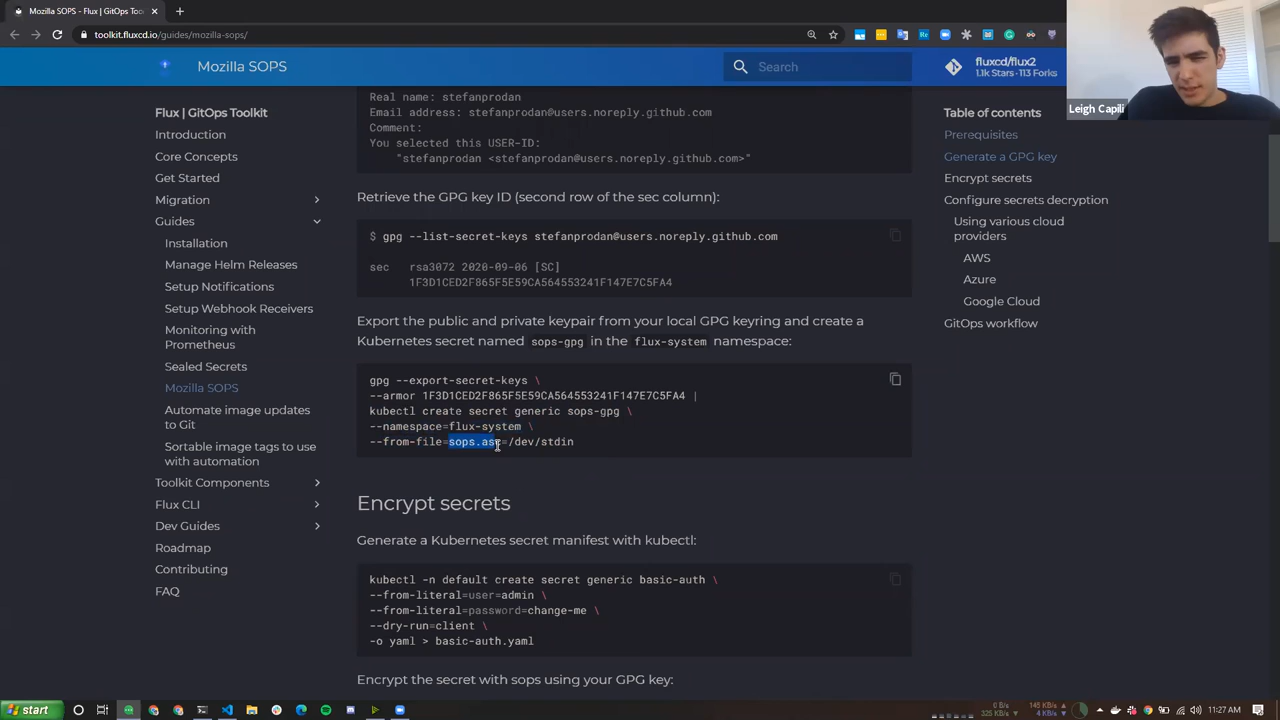 Mozilla SOPS - Flux | GitOps Tool
toolkit.fluxcd.io/guides/mozilla-sops/
Mozilla SOPS
Search
fluxcd/flux2
1.1k Stars · 113 Forks
Leigh Capili
Flux | GitOps Toolkit
Introduction
Core Concepts
Get Started
Migration
Guides
Installation
Manage Helm Releases
Setup Notifications
Setup Webhook Receivers
Monitoring with
Prometheus
Sealed Secrets
Mozilla SOPS
Automate image updates
to Git
Sortable image tags to use
with automation
Toolkit Components
Flux CLI
Dev Guides
Roadmap
Contributing
FAQ
Real name: stefanprodan
Email address: stefanprodan@users.noreply.github.com
Comment:
You selected this USER-ID:
"stefanprodan <stefanprodan@users.noreply.github.com>"
Retrieve the GPG key ID (second row of the sec column):
$ gpg --list-secret-keys stefanprodan@users.noreply.github.com
sec rsa3072 2020-09-06 [SC]
1F3D1CED2F865F5E59CA564553241F147E7C5FA4
Export the public and private keypair from your local GPG keyring and create a
Kubernetes secret named sops-gpg in the flux-system namespace:
gpg --export-secret-keys \
--armor 1F3D1CED2F865F5E59CA564553241F147E7C5FA4 |
kubectl create secret generic sops-gpg \
--namespace=flux-system \
--from-file=sops.asc=/dev/stdin
Encrypt secrets
Generate a Kubernetes secret manifest with kubectl:
kubectl -n default create secret generic basic-auth \
--from-literal=user=admin \
--from-literal=password=change-me \
--dry-run=client \
-o yaml > basic-auth.yaml
Encrypt the secret with sops using your GPG key:
Table of contents
Prerequisites
Generate a GPG key
Encrypt secrets
Configure secrets decryption
Using various cloud
providers
AWS
Azure
Google Cloud
GitOps workflow
start
11:27 AM